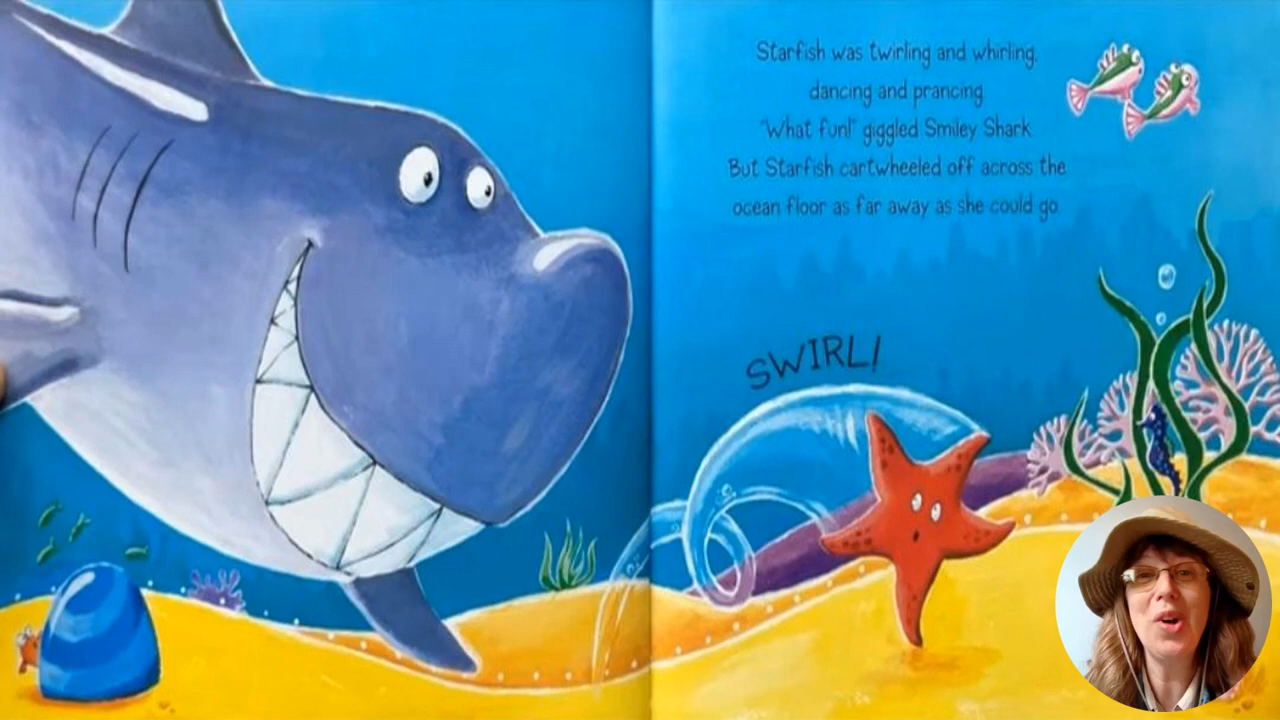 Starfish was twirling and whirling,
dancing and prancing.
"What fun!" giggled Smiley Shark.
But Starfish cartwheeled off across the
ocean floor as far away as she could go.
SWIRL!